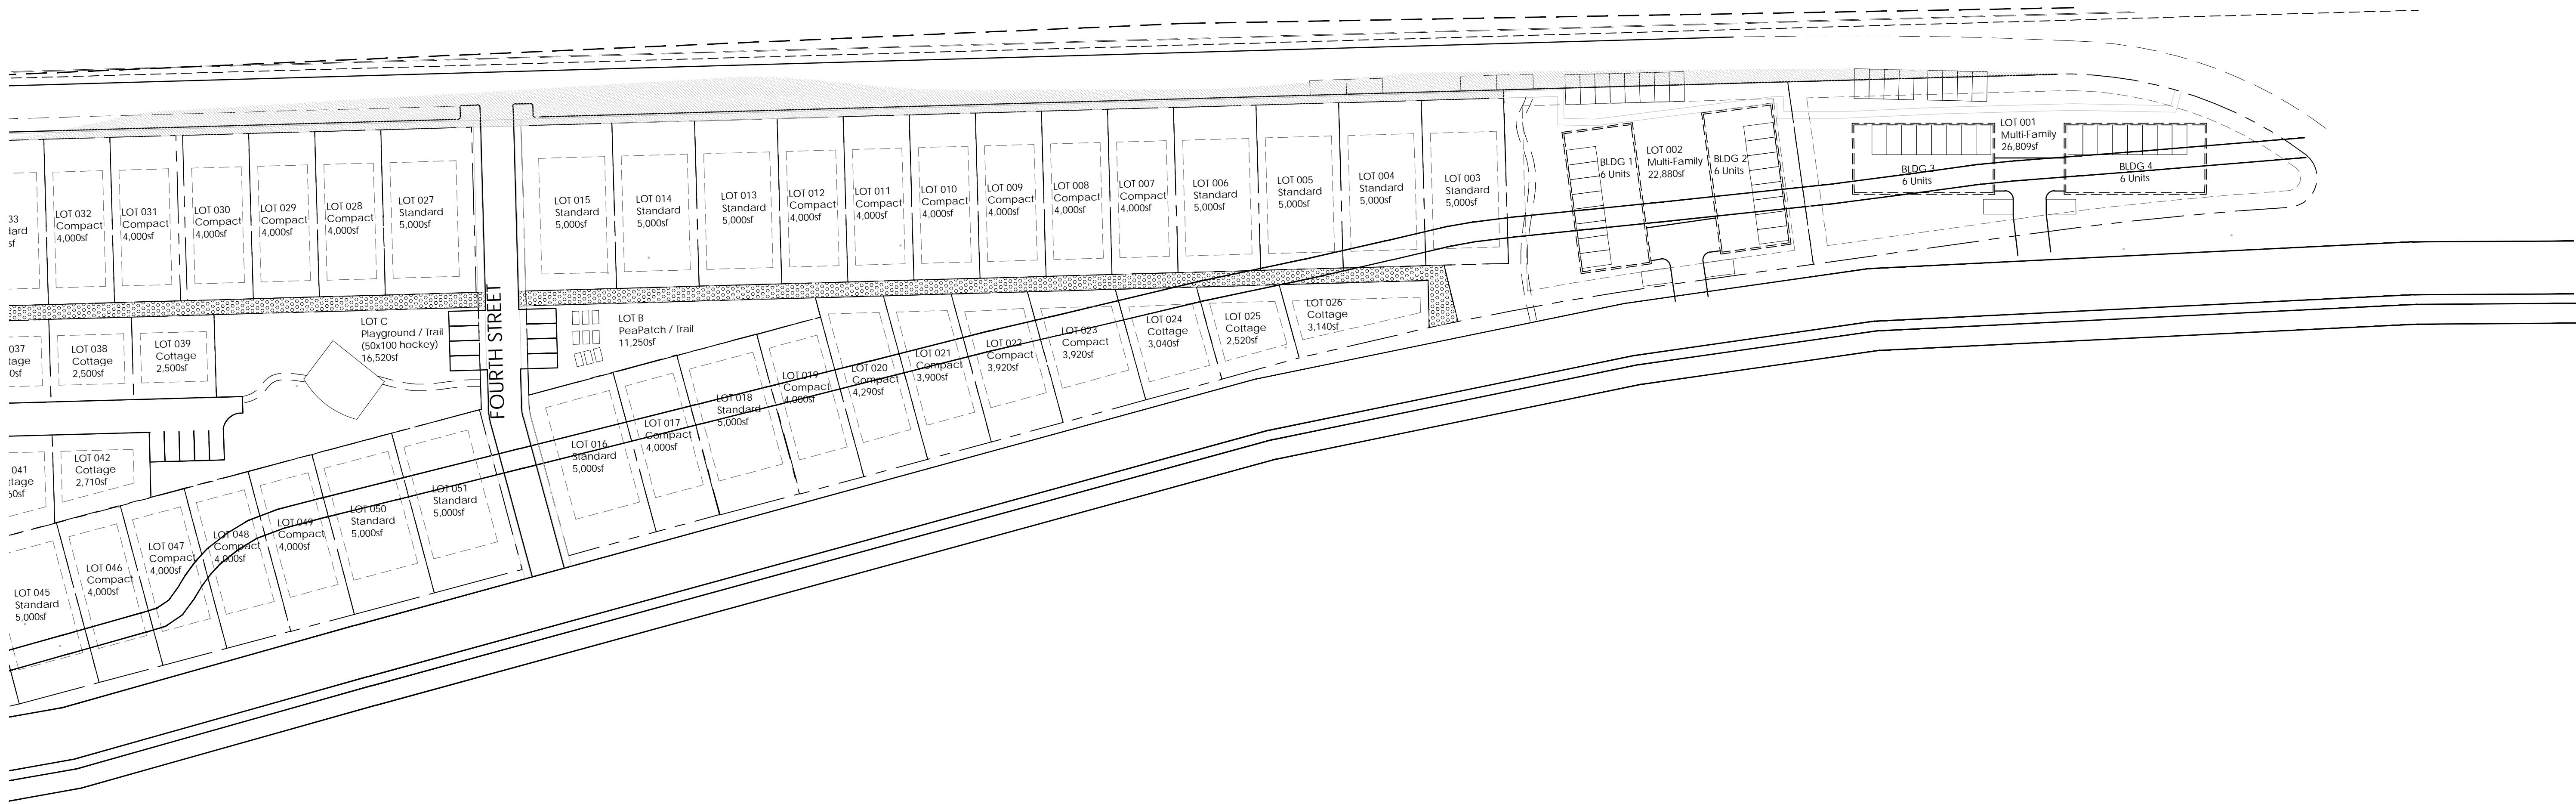 33
dard
sf
LOT 032
Compact
4,000sf
LOT 031
Compact
4,000sf
LOT 030
Compact
4,000sf
LOT 029
Compact
4,000sf
LOT 028
Compact
4,000sf
LOT 027
Standard
5,000sf
LOT 015
Standard
5,000sf
LOT 014
Standard
5,000sf
LOT 013
Standard
5,000sf
LOT 012
Compact
4,000sf
LOT 011
Compact
4,000sf
LOT 010
Compact
4,000sf
LOT 009
Compact
4,000sf
LOT 008
Compact
4,000sf
LOT 007
Compact
4,000sf
LOT 006
Standard
5,000sf
LOT 005
Standard
5,000sf
LOT 004
Standard
5,000sf
LOT 003
Standard
5,000sf
BLDG 1
6 Units
LOT 002
Multi-Family
22,880sf
BLDG 2
6 Units
BLDG 3
6 Units
LOT 001
Multi-Family
26,809sf
BLDG 4
6 Units
037
tage
0sf
LOT 038
Cottage
2,500sf
LOT 039
Cottage
2,500sf
LOT C
Playground / Trail
(50x100 hockey)
16,520sf
FOURTH STREET
LOT B
PeaPatch / Trail
11,250sf
LOT 016
Standard
5,000sf
LOT 017
Compact
4,000sf
LOT 018
Standard
5,000sf
LOT 019
Compact
4,000sf
LOT 020
Compact
4,290sf
LOT 021
Compact
3,900sf
LOT 022
Compact
3,920sf
LOT 023
Compact
3,920sf
LOT 024
Cottage
3,040sf
LOT 025
Cottage
2,520sf
LOT 026
Cottage
3,140sf
041
ttage
60sf
LOT 042
Cottage
2,710sf
LOT 045
Standard
5,000sf
LOT 046
Compact
4,000sf
LOT 047
Compact
4,000sf
LOT 048
Compact
4,000sf
LOT 049
Compact
4,000sf
LOT 050
Standard
5,000sf
LOT 051
Standard
5,000sf